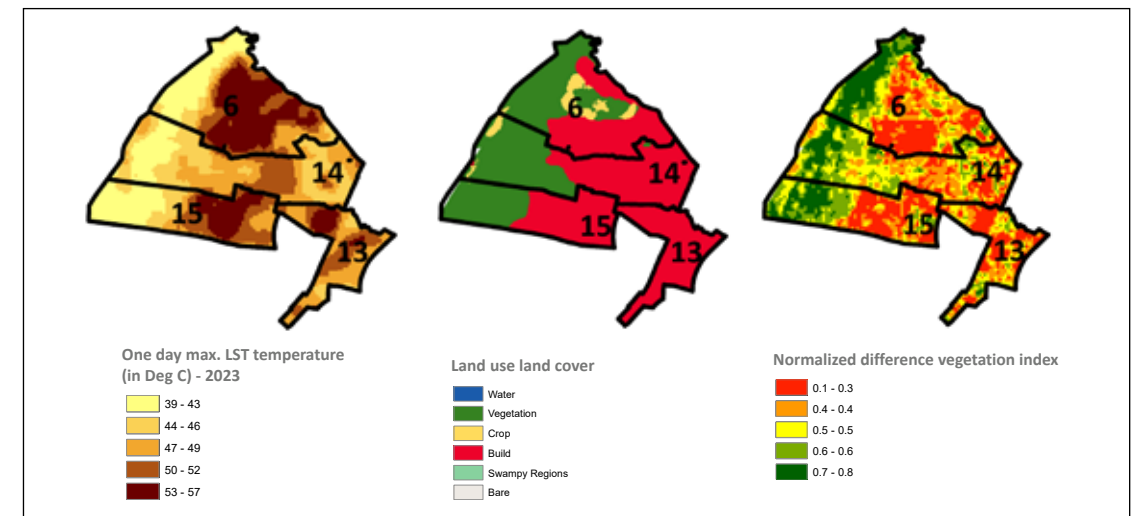 6
14
15
13
6
14
15
13
6
14
15
13
One day max. LST temperature
(in Deg C) - 2023
39 - 43
44 - 46
47 - 49
50 - 52
53 - 57
Land use land cover
Water
Vegetation
Crop
Build
Swampy Regions
Bare
Normalized difference vegetation index
0.1 - 0.3
0.4 - 0.4
0.5 - 0.5
0.6 - 0.6
0.7 - 0.8